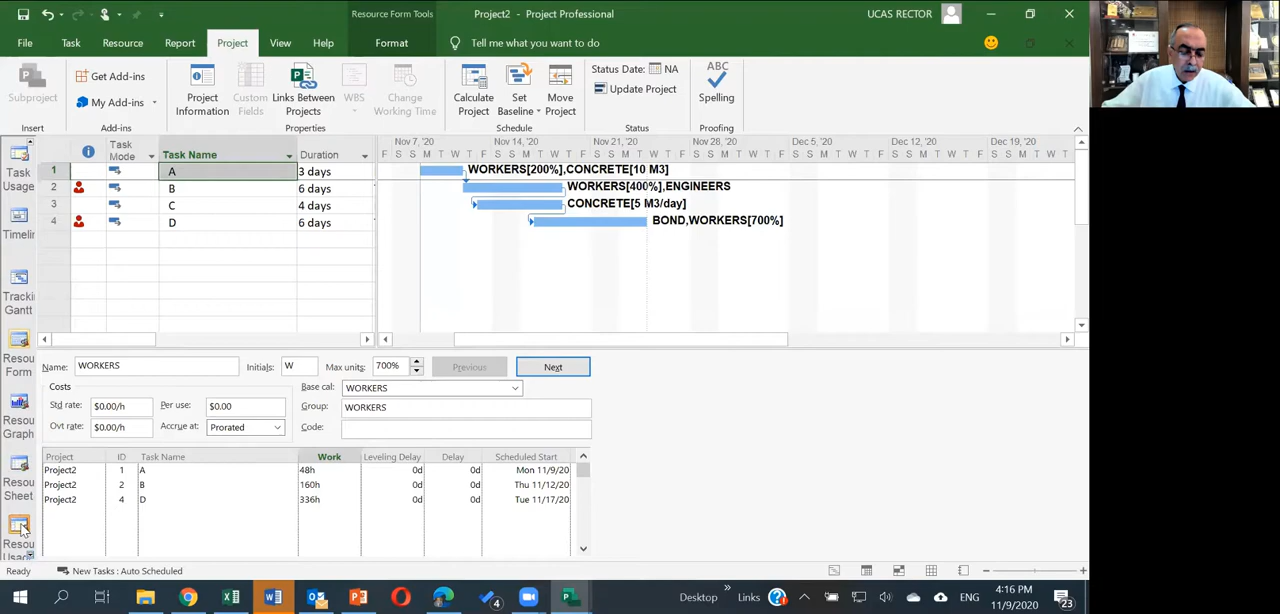 Resource Form Tools
Project2 - Project Professional
UCAS RECTOR
File Task Resource Report Project View Help Format Tell me what you want to do
Subproject
Get Add-ins
My Add-ins
Project Information
Custom Fields
Links Between Projects
WBS
Change Working Time
Calculate Project
Set Baseline
Move Project
Status Date: NA
Update Project
ABC
Spelling
Insert Add-ins Properties Schedule Status Proofing
Task Usage
Timelin
Tracki Gantt
Resou Form
Resou Graph
Resou Sheet
Resou Usag
Task Mode Task Name Duration
Nov 7, '20 Nov 14, '20 Nov 21, '20 Nov 28, '20 Dec 5, '20 Dec 12, '20 Dec 19, '20
F S S M T W T F S S M T W T F S S M T W T F S S M T W T F S S M T W T F S S M T W T F S S M T
1 A 3 days WORKERS[200%],CONCRETE[10 M3]
2 B 6 days WORKERS[400%],ENGINEERS
3 C 4 days CONCRETE[5 M3/day]
4 D 6 days BOND,WORKERS[700%]
Name: WORKERS Initials: W Max units: 700% Previous Next
Costs Base cal: WORKERS
Std rate: $0.00/h Per use: $0.00 Group: WORKERS
Ovt rate: $0.00/h Accrue at: Prorated Code:
Project ID Task Name Work Leveling Delay Delay Scheduled Start
Project2 1 A 48h 0d 0d Mon 11/9/20
Project2 2 B 160h 0d 0d Thu 11/12/20
Project2 4 D 336h 0d 0d Tue 11/17/20
Ready New Tasks : Auto Scheduled
4
Desktop » Links ENG 4:16 PM
11/9/2020
23